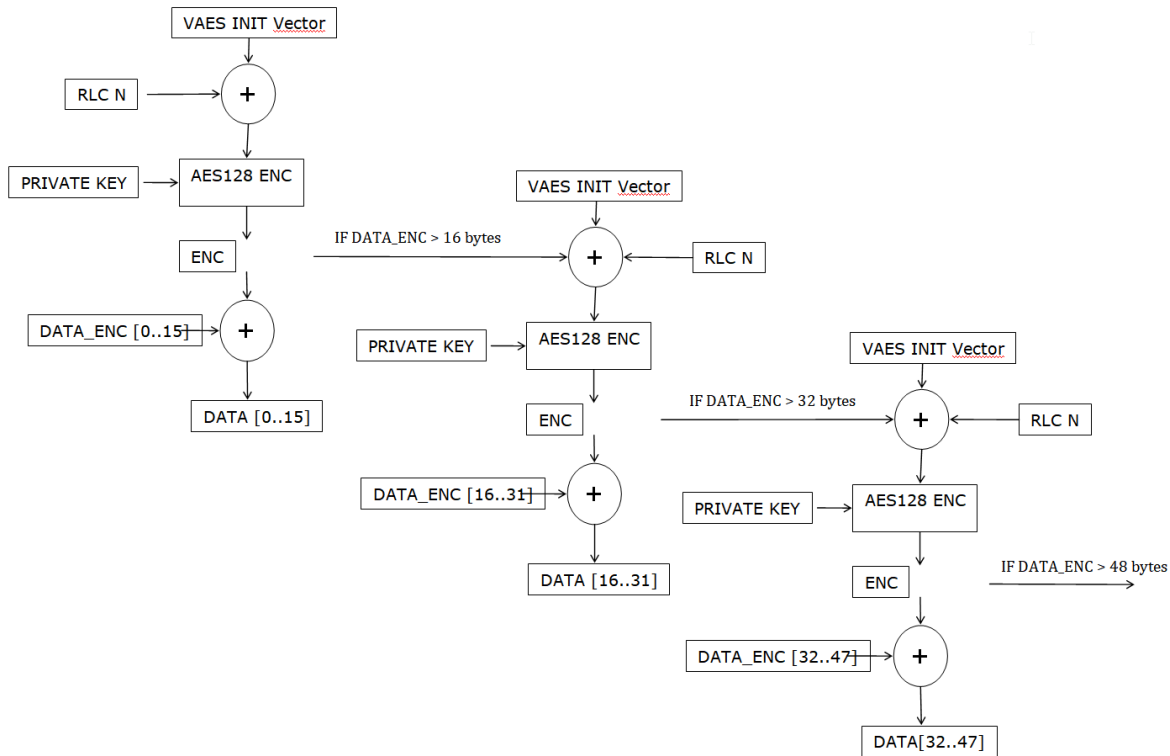 VAES INIT Vector
RLC N
+
PRIVATE KEY
AES128 ENC
ENC
DATA_ENC [0..15]
+
DATA [0..15]
IF DATA_ENC > 16 bytes
VAES INIT Vector
+
RLC N
PRIVATE KEY
AES128 ENC
ENC
DATA_ENC [16..31]
+
DATA [16..31]
IF DATA_ENC > 32 bytes
VAES INIT Vector
+
RLC N
PRIVATE KEY
AES128 ENC
ENC
IF DATA_ENC > 48 bytes
DATA_ENC [32..47]
+
DATA[32..47]